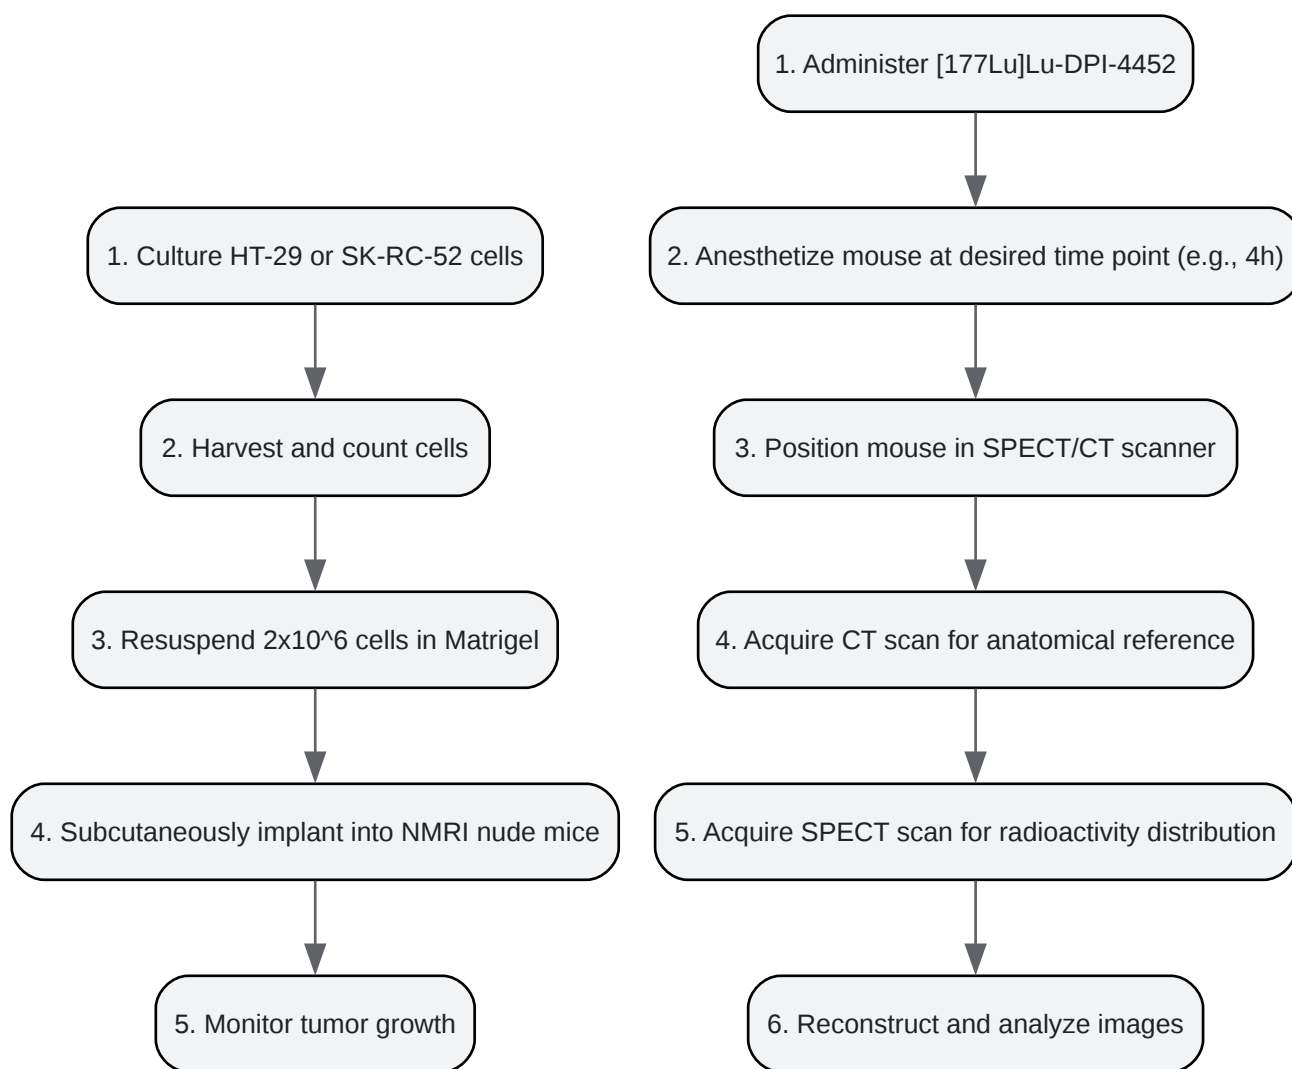 1. Culture HT-29 or SK-RC-52 cells
2. Harvest and count cells
3. Resuspend 2x10^6 cells in Matrigel
4. Subcutaneously implant into NMRI nude mice
5. Monitor tumor growth
1. Administer [177Lu]Lu-DPI-4452
2. Anesthetize mouse at desired time point (e.g., 4h)
3. Position mouse in SPECT/CT scanner
4. Acquire CT scan for anatomical reference
5. Acquire SPECT scan for radioactivity distribution
6. Reconstruct and analyze images